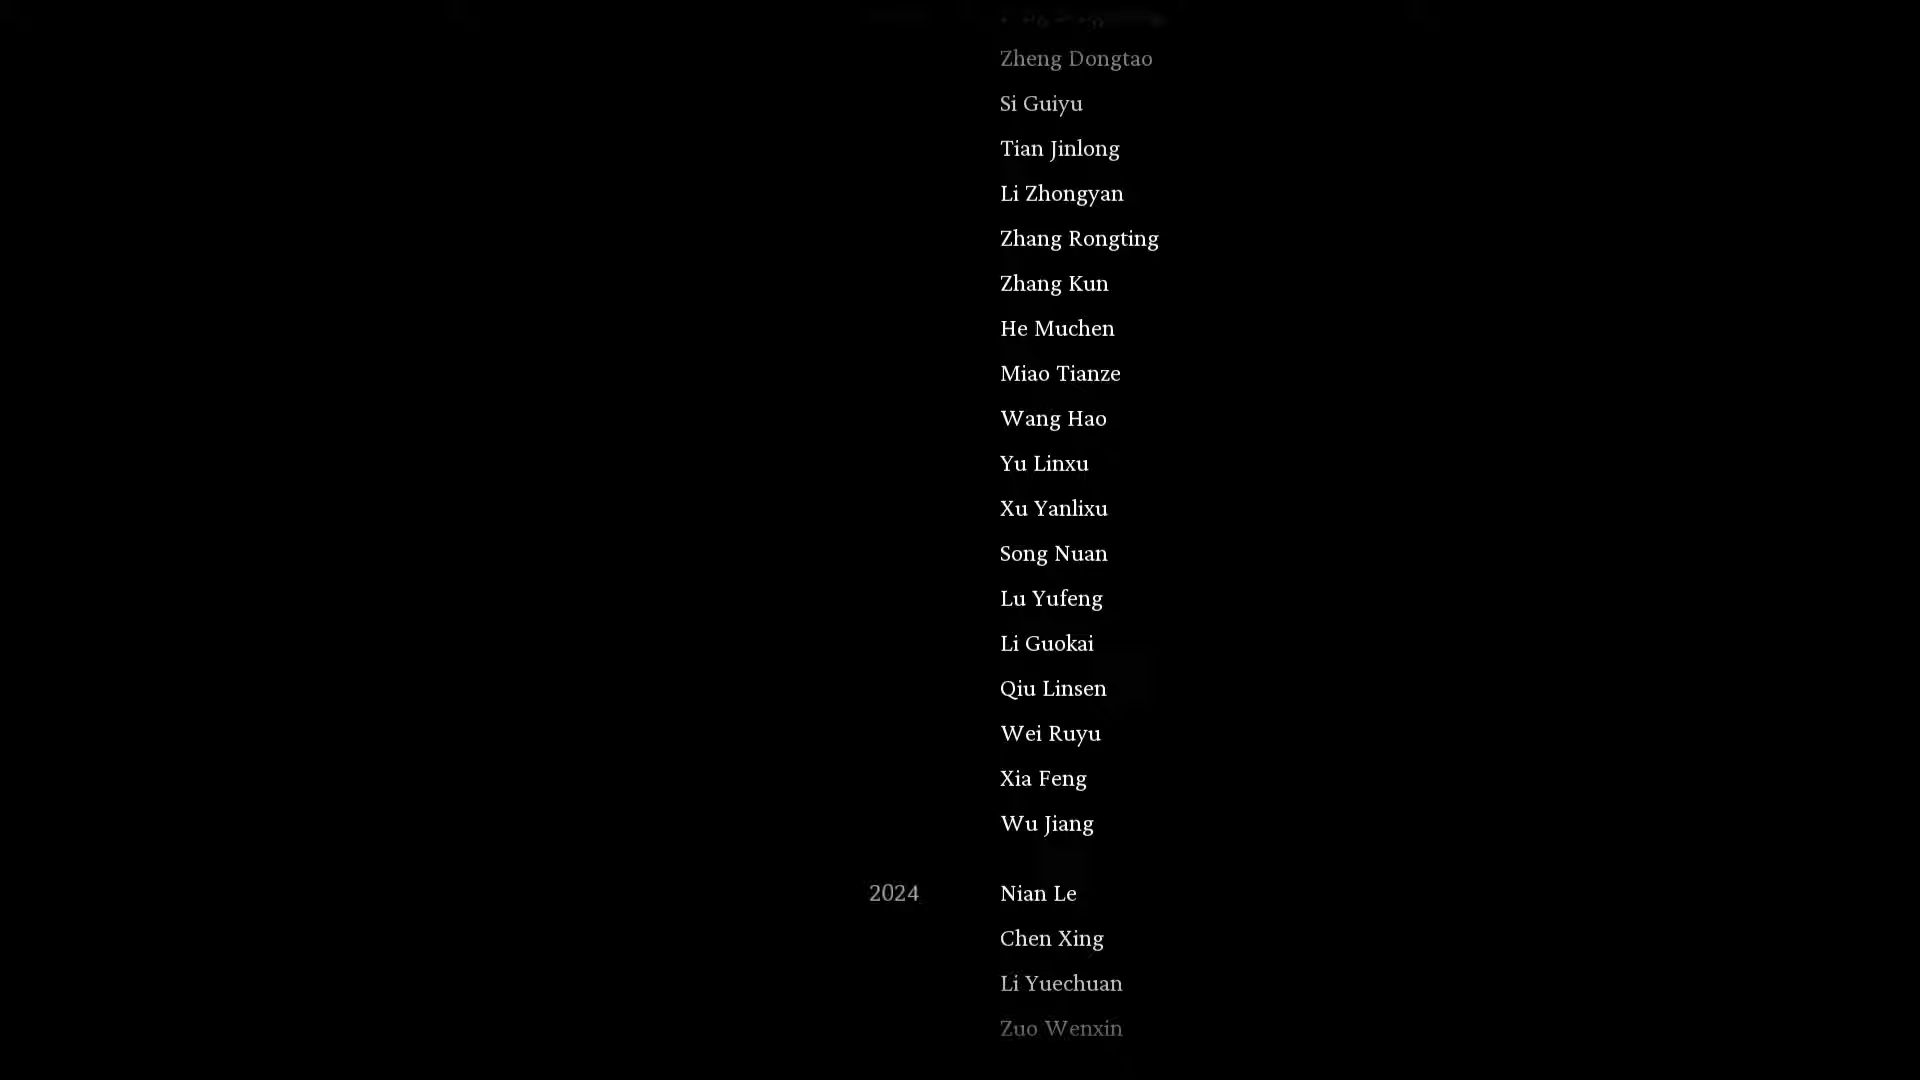 Zheng Dongtao
Si Guiyu
Tian Jinlong
Li Zhongyan
Zhang Rongting
Zhang Kun
He Muchen
Miao Tianze
Wang Hao
Yu Linxu
Xu Yanlixu
Song Nuan
Lu Yufeng
Li Guokai
Qiu Linsen
Wei Ruyu
Xia Feng
Wu Jiang
2024 Nian Le
Chen Xing
Li Yuechuan
Zuo Wenxin